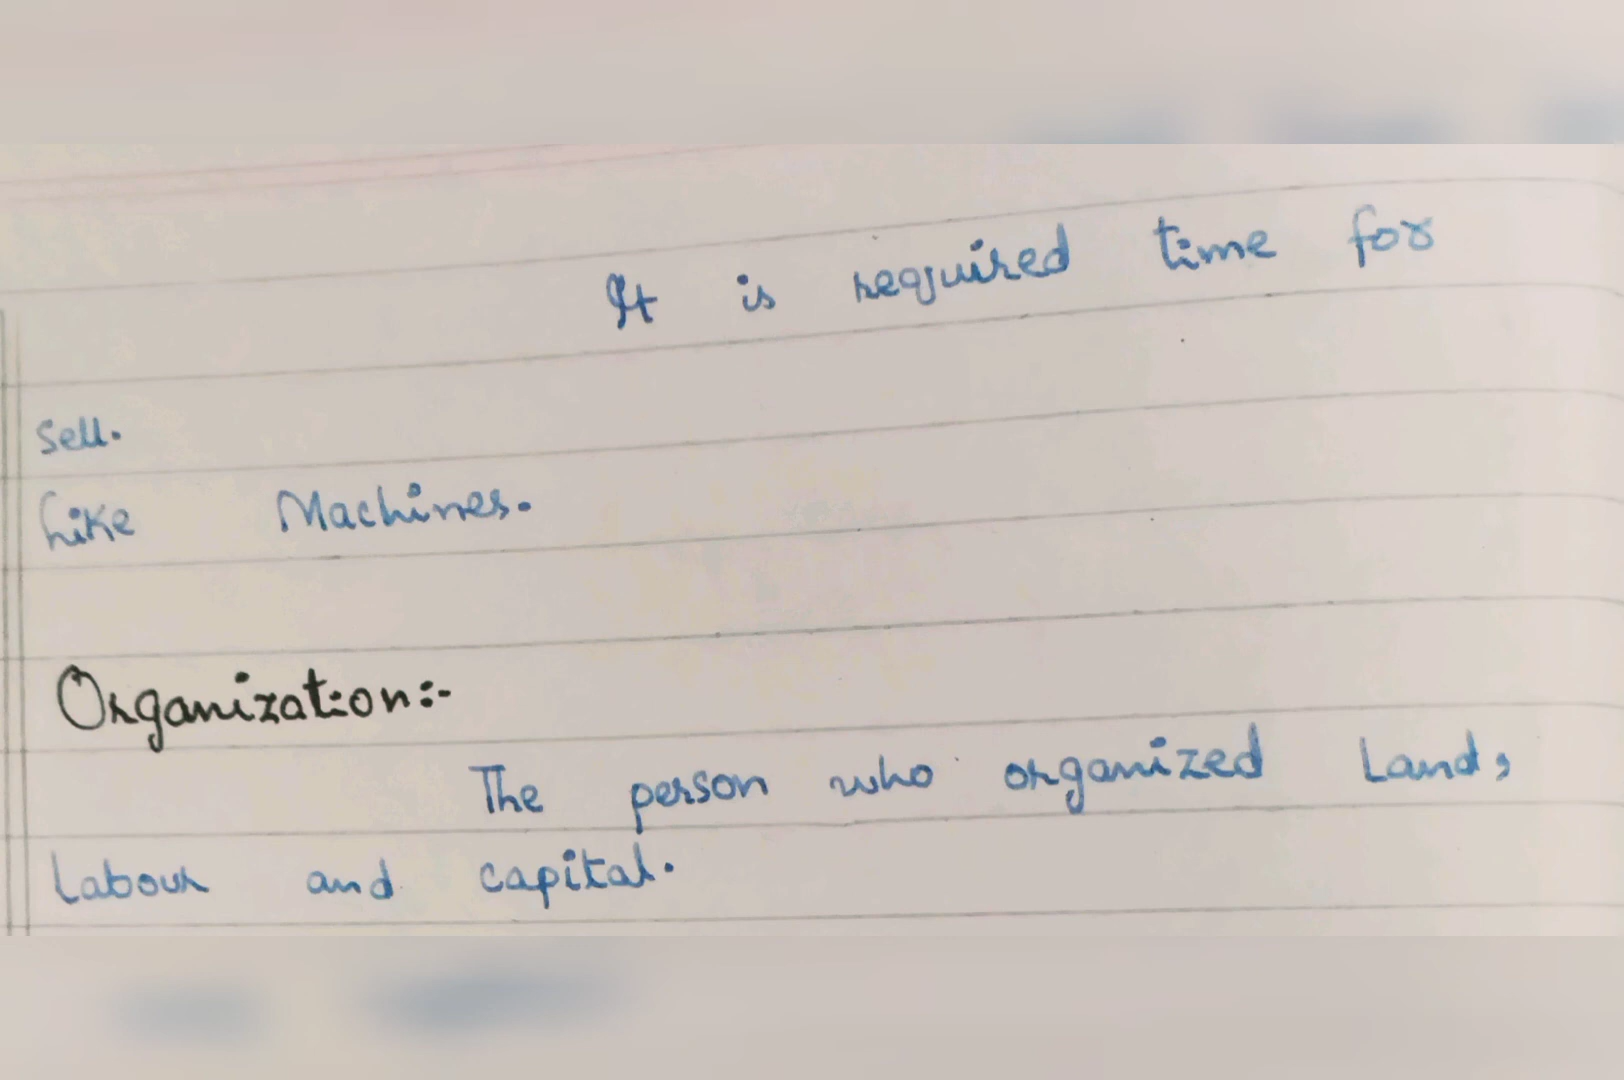 It is required time for
sell.
Like Machines.
Organization:-
The person who organized Land,
Labour and capital.